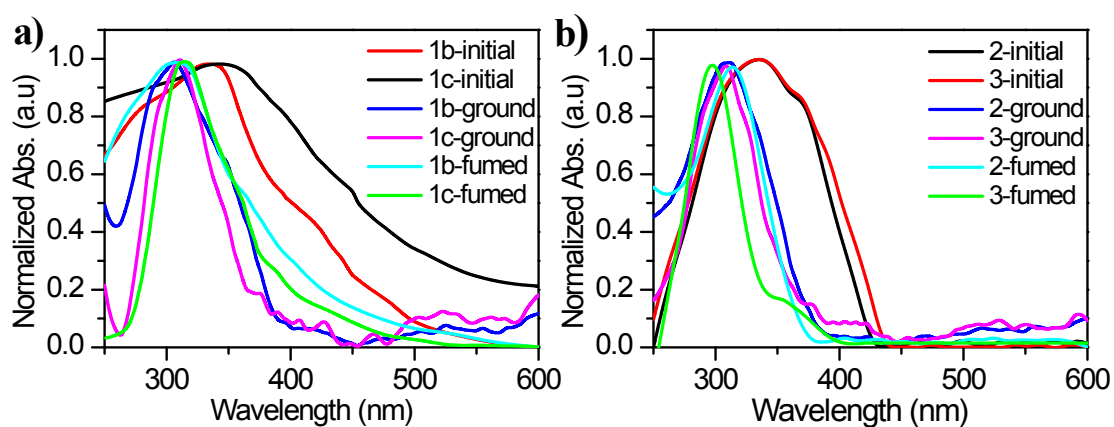 a)
1b-initial
1c-initial
1b-ground
1c-ground
1b-fumed
1c-fumed
Normalized Abs. (a.u)
1.0
0.8
0.6
0.4
0.2
0.0
300 400 500 600
Wavelength (nm)
b)
2-initial
3-initial
2-ground
3-ground
2-fumed
3-fumed
Normalized Abs. (a.u)
1.0
0.8
0.6
0.4
0.2
0.0
300 400 500 600
Wavelength (nm)